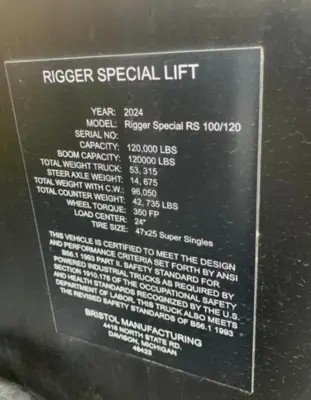 RIGGER SPECIAL LIFT
YEAR: 2024
MODEL: Rigger Special RS 100/120
SERIAL NO:
CAPACITY: 120,000 LBS
BOOM CAPACITY: 120000 LBS
TOTAL WEIGHT TRUCK: 53,315
STEER AXLE WEIGHT: 14,675
TOTAL WEIGHT WITH C.W.: 96,050
TOTAL COUNTER WEIGHT: 42,735 LBS
WHEEL TORQUE: 350 FP
LOAD CENTER: 24"
TIRE SIZE: 47x25 Super Singles
THIS VEHICLE IS CERTIFIED TO MEET THE DESIGN
AND PERFORMANCE CRITERIA SET FORTH BY ANSI
B56.1 1993 PART II. SAFETY STANDARD FOR
POWERED INDUSTRIAL TRUCKS AS REQUIRED BY
SECTION 1910.178 OF THE OCCUPATIONAL SAFETY
AND HEALTH STANDARDS RECOGNIZED BY THE U.S.
DEPARTMENT OF LABOR. THIS TRUCK ALSO MEETS
THE REVISED SAFETY STANDARDS OF B56.1 1993
BRISTOL MANUFACTURING
4416 NORTH STATE RD.
DAVISON, MICHIGAN
48423